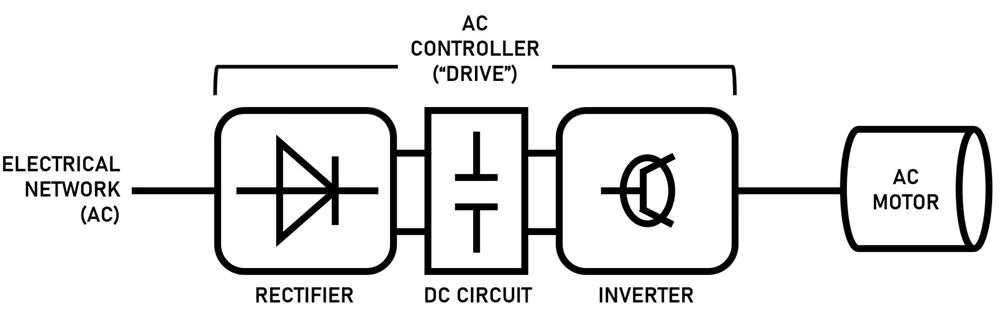 AC
CONTROLLER
(“DRIVE”)
ELECTRICAL
NETWORK
(AC)
AC
MOTOR
RECTIFIER
DC CIRCUIT
INVERTER